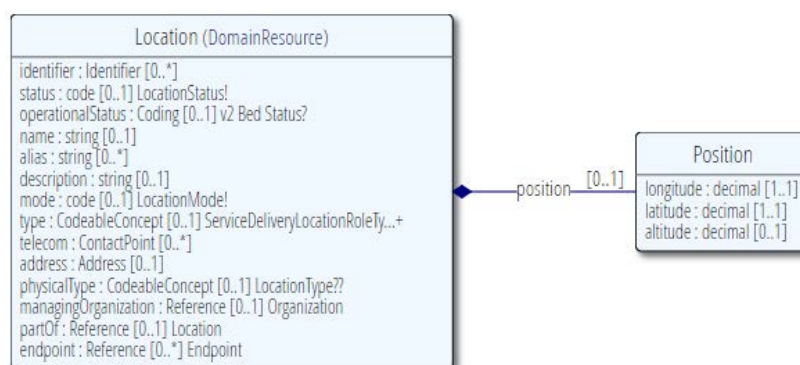 Location (DomainResource)
identifier : Identifier [0..*]
status : code [0..1] LocationStatus!
operationalStatus : Coding [0..1] v2 Bed Status?
name : string [0..1]
alias : string [0..*]
description : string [0..1]
mode : code [0..1] LocationMode!
type : CodeableConcept [0..1] ServiceDeliveryLocationRoleTy...+
telecom : ContactPoint [0..*]
address : Address [0..1]
physicalType : CodeableConcept [0..1] LocationType??
managingOrganization : Reference [0..1] Organization
partOf : Reference [0..1] Location
endpoint : Reference [0..*] Endpoint
position [0..1]
Position
longitude : decimal [1..1]
latitude : decimal [1..1]
altitude : decimal [0..1]